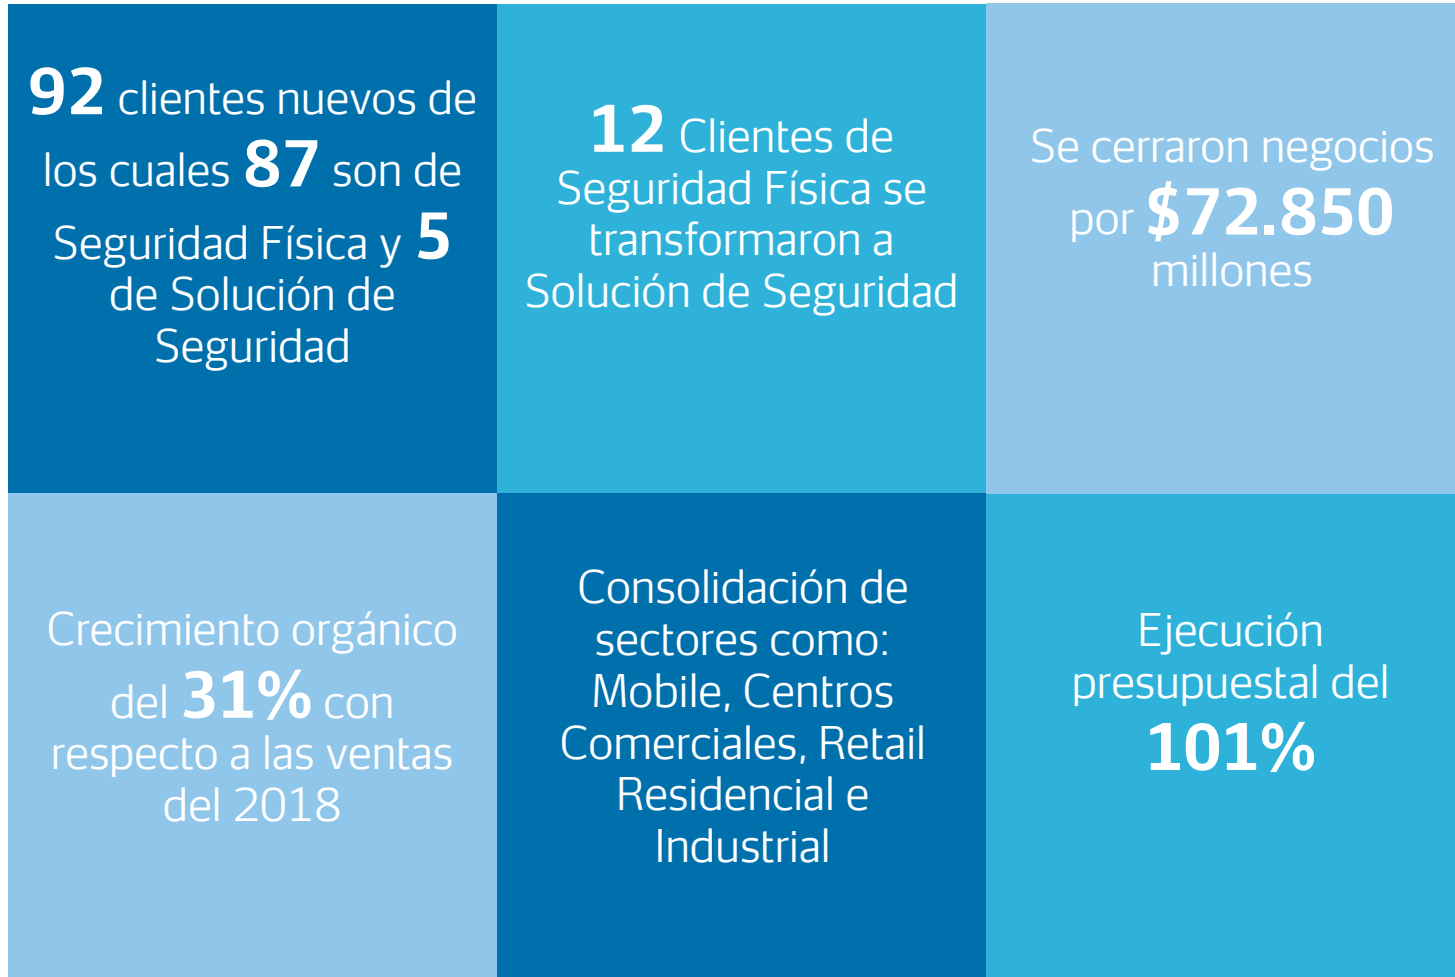 92 clientes nuevos de
los cuales 87 son de
Seguridad Física y 5
de Solución de
Seguridad
12 Clientes de
Seguridad Física se
transformaron a
Solución de Seguridad
Se cerraron negocios
por $72.850
millones
Crecimiento orgánico
del 31% con
respecto a las ventas
del 2018
Consolidación de
sectores como:
Mobile, Centros
Comerciales, Retail
Residencial e
Industrial
Ejecución
presupuestal del
101%